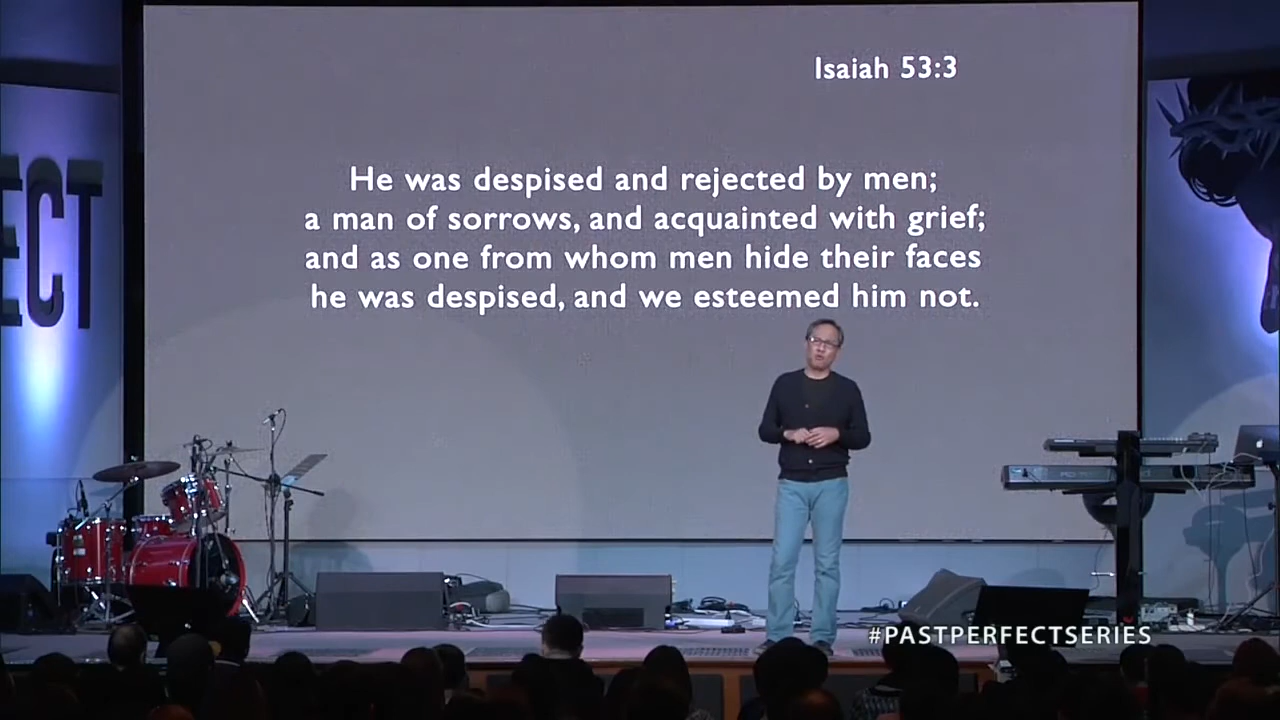 Isaiah 53:3
He was despised and rejected by men;
a man of sorrows, and acquainted with grief;
and as one from whom men hide their faces
he was despised, and we esteemed him not.
ECT
#PASTPERFECTSERIES